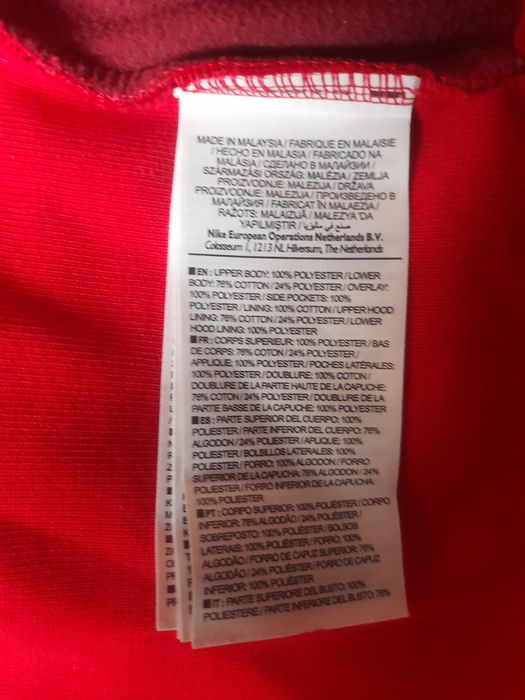 MADE IN MALAYSIA / FABRIQUE EN MALAISIE
/ HECHO EN MALASIA / FABRICADO NA
MALÁSIA / СДЕЛАНО В МАЛАЙЗИИ /
SZÁRMAZÁSI ORSZÁG: MALÉZIA / ZEMLJA
PROIZVODNJE: MALEZIJA / DRŽAVA
PROIZVODNJE: MALEZIJA / ПРОИЗВЕДЕНО В
МАЛАЙЗИЯ / FABRICAT ÎN MALAEZIA /
RAŽOTS: MALAIZIJĀ / MALEZYA 'DA
YAPILMIŞTIR / صنع في ماليزيا
Nike European Operations Netherlands B.V.
Colosseum 1, 1213 NL Hilversum, The Netherlands
EN : UPPER BODY: 100% POLYESTER / LOWER
BODY: 76% COTTON / 24% POLYESTER / OVERLAY:
100% POLYESTER / SIDE POCKETS: 100%
POLYESTER / LINING: 100% COTTON / UPPER HOOD
LINING: 76% COTTON / 24% POLYESTER / LOWER
HOOD LINING: 100% POLYESTER
FR : CORPS SUPERIEUR: 100% POLYESTER / BAS
DE CORPS: 76% COTON / 24% POLYESTER /
APPLIQUE: 100% POLYESTER / POCHES LATÉRALES:
100% POLYESTER / DOUBLURE: 100% COTON /
DOUBLURE DE LA PARTIE HAUTE DE LA CAPUCHE:
76% COTON / 24% POLYESTER / DOUBLURE DE LA
PARTIE BASSE DE LA CAPUCHE: 100% POLYESTER
ES : PARTE SUPERIOR DEL CUERPO: 100%
POLIÉSTER / PARTE INFERIOR DEL CUERPO: 76%
ALGODÓN / 24% POLIÉSTER / APLIQUE: 100%
POLIÉSTER / BOLSILLOS LATERALES: 100%
POLIÉSTER / FORRO: 100% ALGODÓN / FORRO
SUPERIOR DE LA CAPUCHA: 76% ALGODÓN / 24%
POLIÉSTER / FORRO INFERIOR DE LA CAPUCHA:
100% POLIÉSTER
PT : CORPO SUPERIOR: 100% POLIÉSTER / CORPO
INFERIOR: 76% ALGODÃO / 24% POLIÉSTER /
SOBREPOSTO: 100% POLIÉSTER / BOLSOS
LATERAIS: 100% POLIÉSTER / FORRO: 100%
ALGODÃO / FORRO DE CAPUZ SUPERIOR: 76%
ALGODÃO / 24% POLIÉSTER / FORRO DE CAPUZ
INFERIOR: 100% POLIÉSTER
IT : PARTE SUPERIORE DEL BUSTO: 100%
POLIESTERE / PARTE INFERIORE DEL BUSTO: 76%